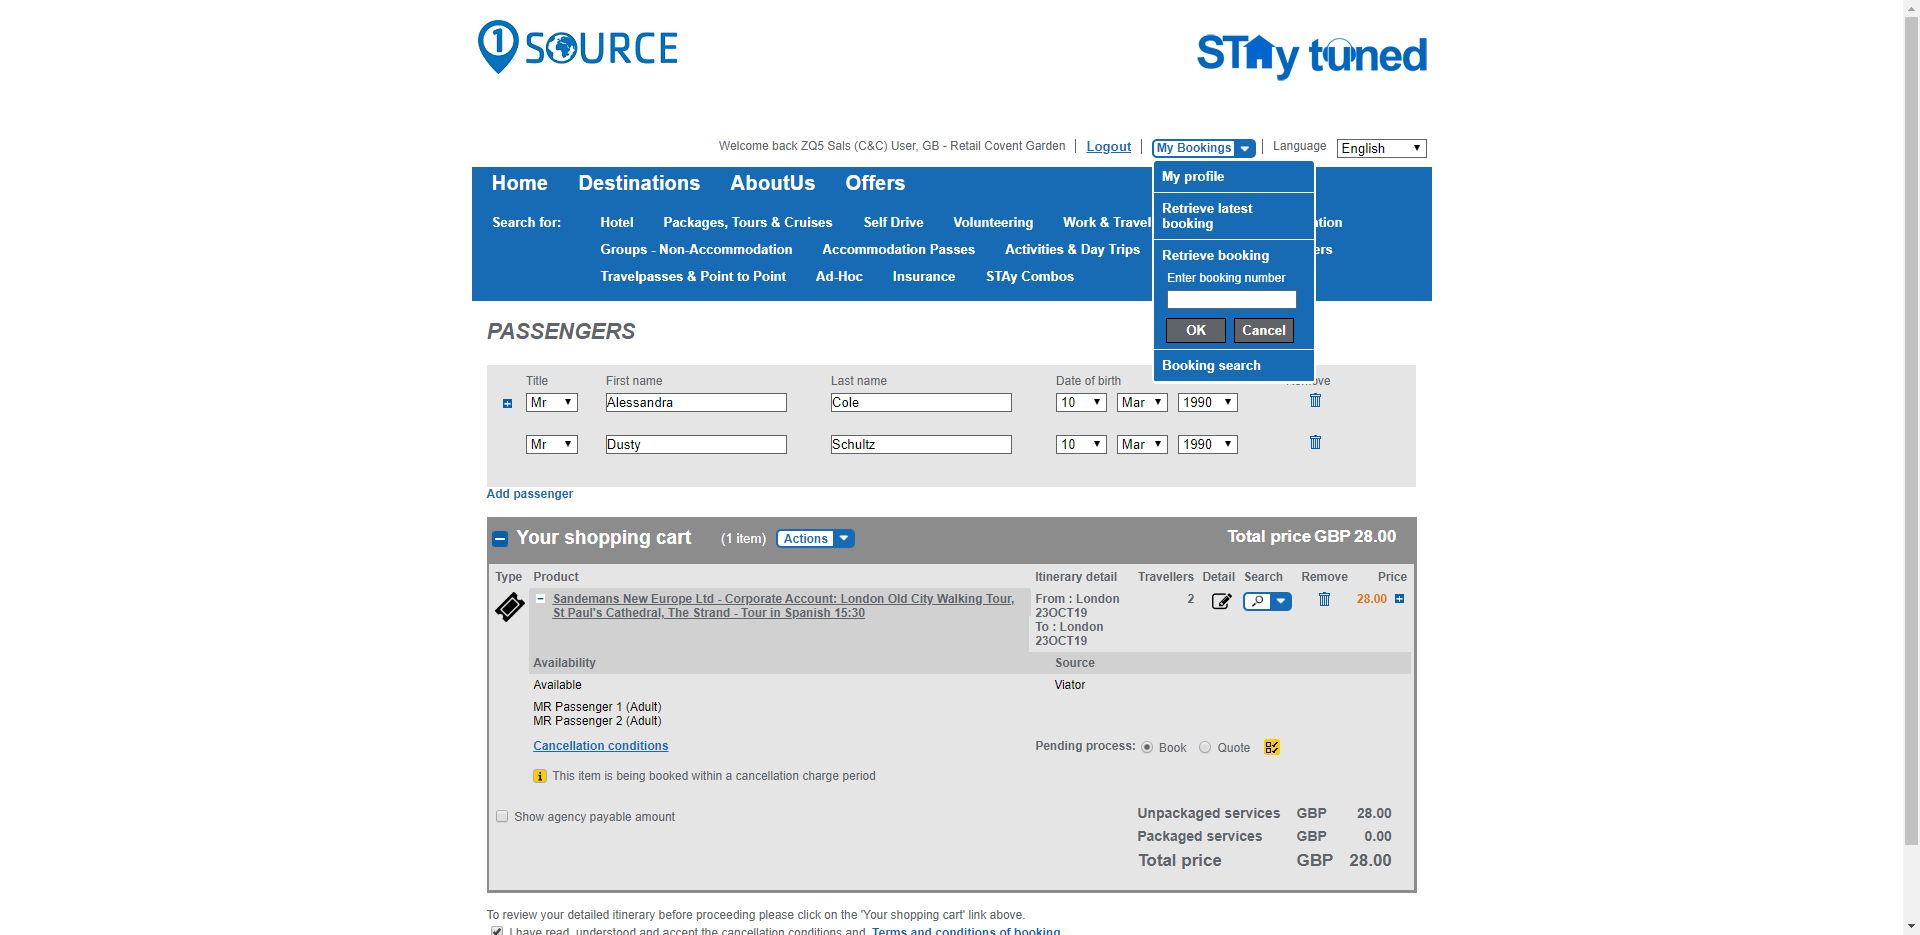 1 SOURCE
STAy tuned
Welcome back ZQ5 Sals (C&C) User, GB - Retail Covent Garden
Logout
My Bookings
Language
English
Home Destinations AboutUs Offers
My profile
Search for: Hotel Packages, Tours & Cruises Self Drive Volunteering Work & Travel
Retrieve latest
booking
Groups - Non-Accommodation Accommodation Passes Activities & Day Trips
Retrieve booking
Enter booking number
Travelpasses & Point to Point Ad-Hoc Insurance STAy Combos
OK Cancel
Booking search
PASSENGERS
Title First name Last name Date of birth
Mr Alessandra Cole 10 Mar 1990
Mr Dusty Schultz 10 Mar 1990
Add passenger
Your shopping cart (1 item) Actions Total price GBP 28.00
Type Product Itinerary detail Travellers Detail Search Remove Price
Sandemans New Europe Ltd - Corporate Account: London Old City Walking Tour,
St Paul's Cathedral, The Strand - Tour in Spanish 15:30
From : London
23OCT19
To : London
23OCT19
2
28.00
Availability Source
Available Viator
MR Passenger 1 (Adult)
MR Passenger 2 (Adult)
Cancellation conditions
Pending process: Book Quote
This item is being booked within a cancellation charge period
Show agency payable amount
Unpackaged services GBP 28.00
Packaged services GBP 0.00
Total price GBP 28.00
To review your detailed itinerary before proceeding please click on the 'Your shopping cart' link above.
I have read, understood and accept the cancellation conditions and Terms and conditions of booking